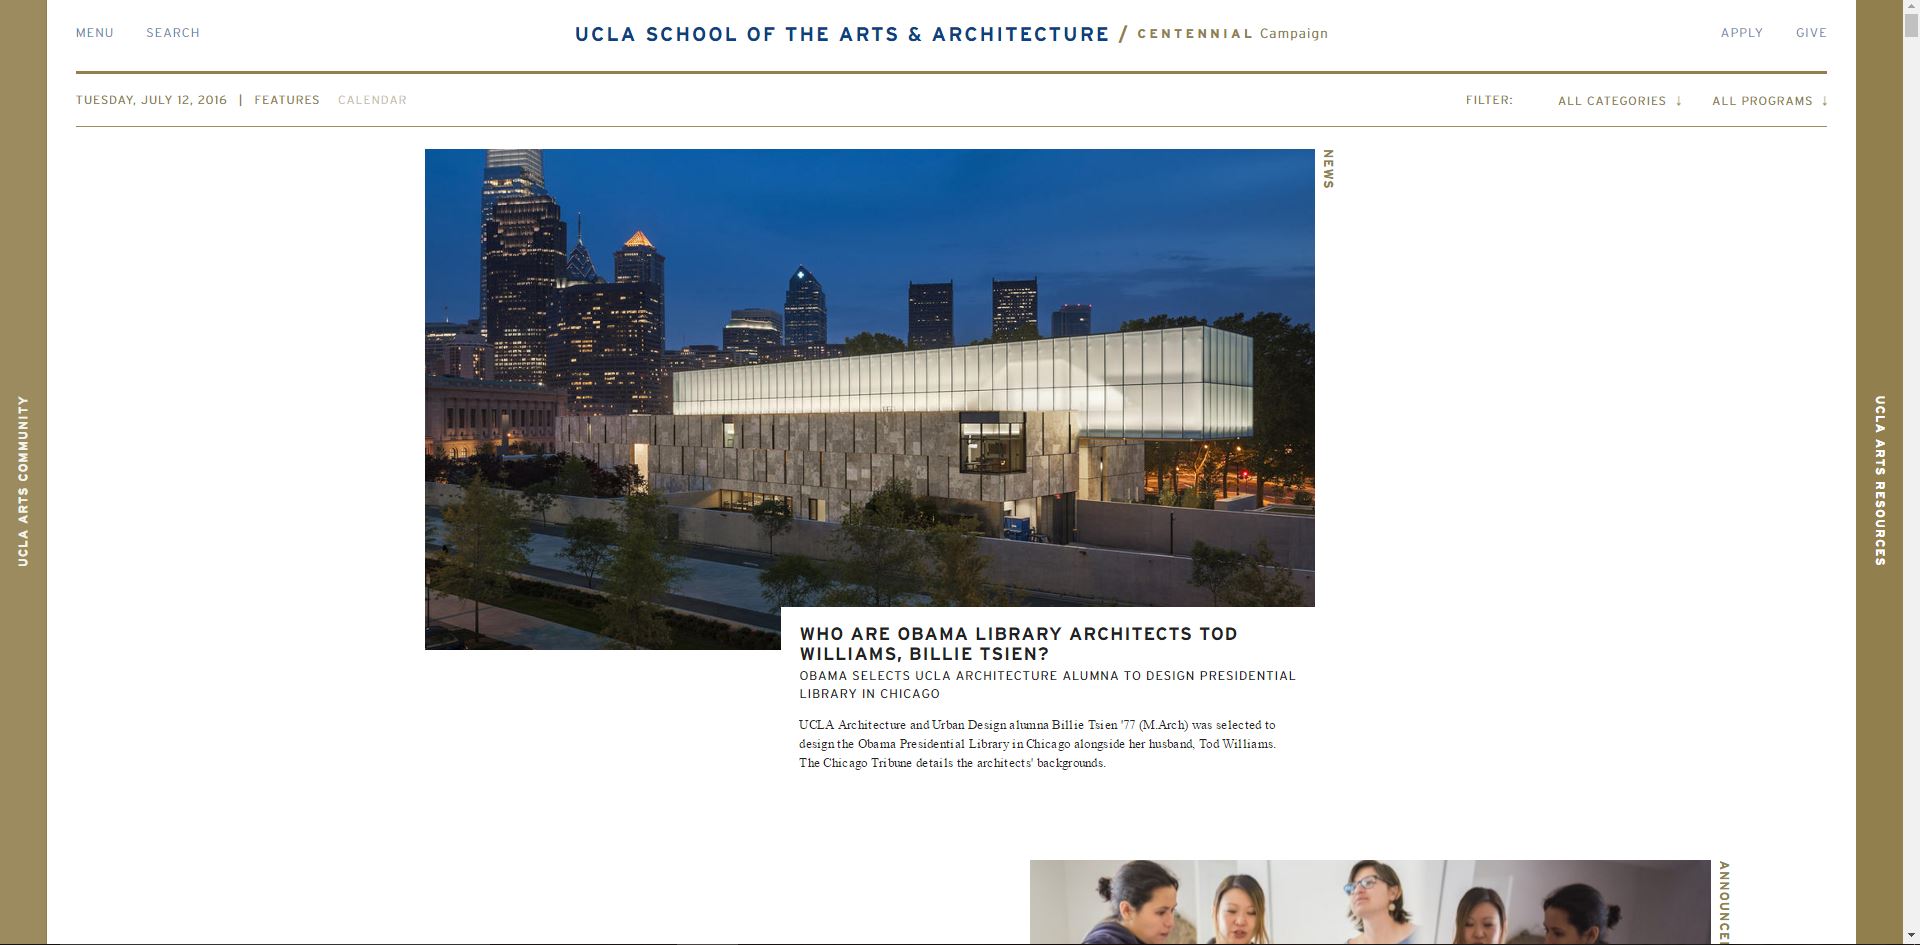 MENU SEARCH
UCLA SCHOOL OF THE ARTS & ARCHITECTURE / CENTENNIAL Campaign
APPLY GIVE
TUESDAY, JULY 12, 2016 | FEATURES CALENDAR
FILTER: ALL CATEGORIES ↓ ALL PROGRAMS ↓
UCLA ARTS COMMUNITY
NEWS
WHO ARE OBAMA LIBRARY ARCHITECTS TOD
WILLIAMS, BILLIE TSIEN?
OBAMA SELECTS UCLA ARCHITECTURE ALUMNA TO DESIGN PRESIDENTIAL
LIBRARY IN CHICAGO
UCLA Architecture and Urban Design alumna Billie Tsien '77 (M.Arch) was selected to
design the Obama Presidential Library in Chicago alongside her husband, Tod Williams.
The Chicago Tribune details the architects' backgrounds.
UCLA ARTS RESOURCES